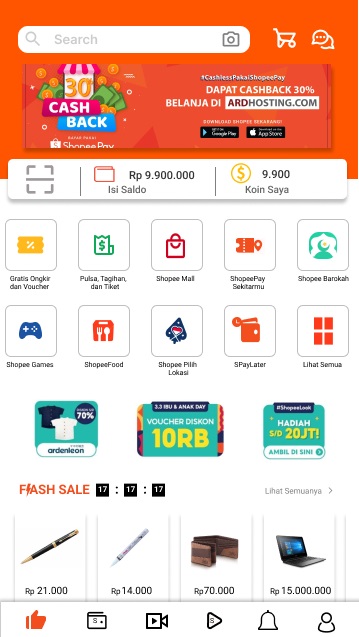 Search
30%
CASH
BACK
BAYAR PAKAI
ShopeePay
#CashlessPakaiShopeePay
DAPAT CASHBACK 30%
BELANJA DI ARDHOSTING.COM
DOWNLOAD SHOPEE SEKARANG!
Google Play
App Store
Rp 9.900.000
Isi Saldo
$ 9.900
Koin Saya
Gratis Ongkir
dan Voucher
Pulsa, Tagihan,
dan Tiket
Shopee Mall
ShopeePay
Sekitarmu
Shopee Barokah
Shopee Games
ShopeeFood
Shopee Pilih
Lokasi
SPayLater
Lihat Semua
70%
ardenleon
3.3 IBU & ANAK DAY
VOUCHER DISKON
10RB
#ShopeeLook
HADIAH
S/D 20JT!
AMBIL DI SINI >
FLASH SALE 17 : 17 : 17
Lihat Semuanya >
Rp 21.000
Rp 14.000
Rp70.000
Rp 15.000.000